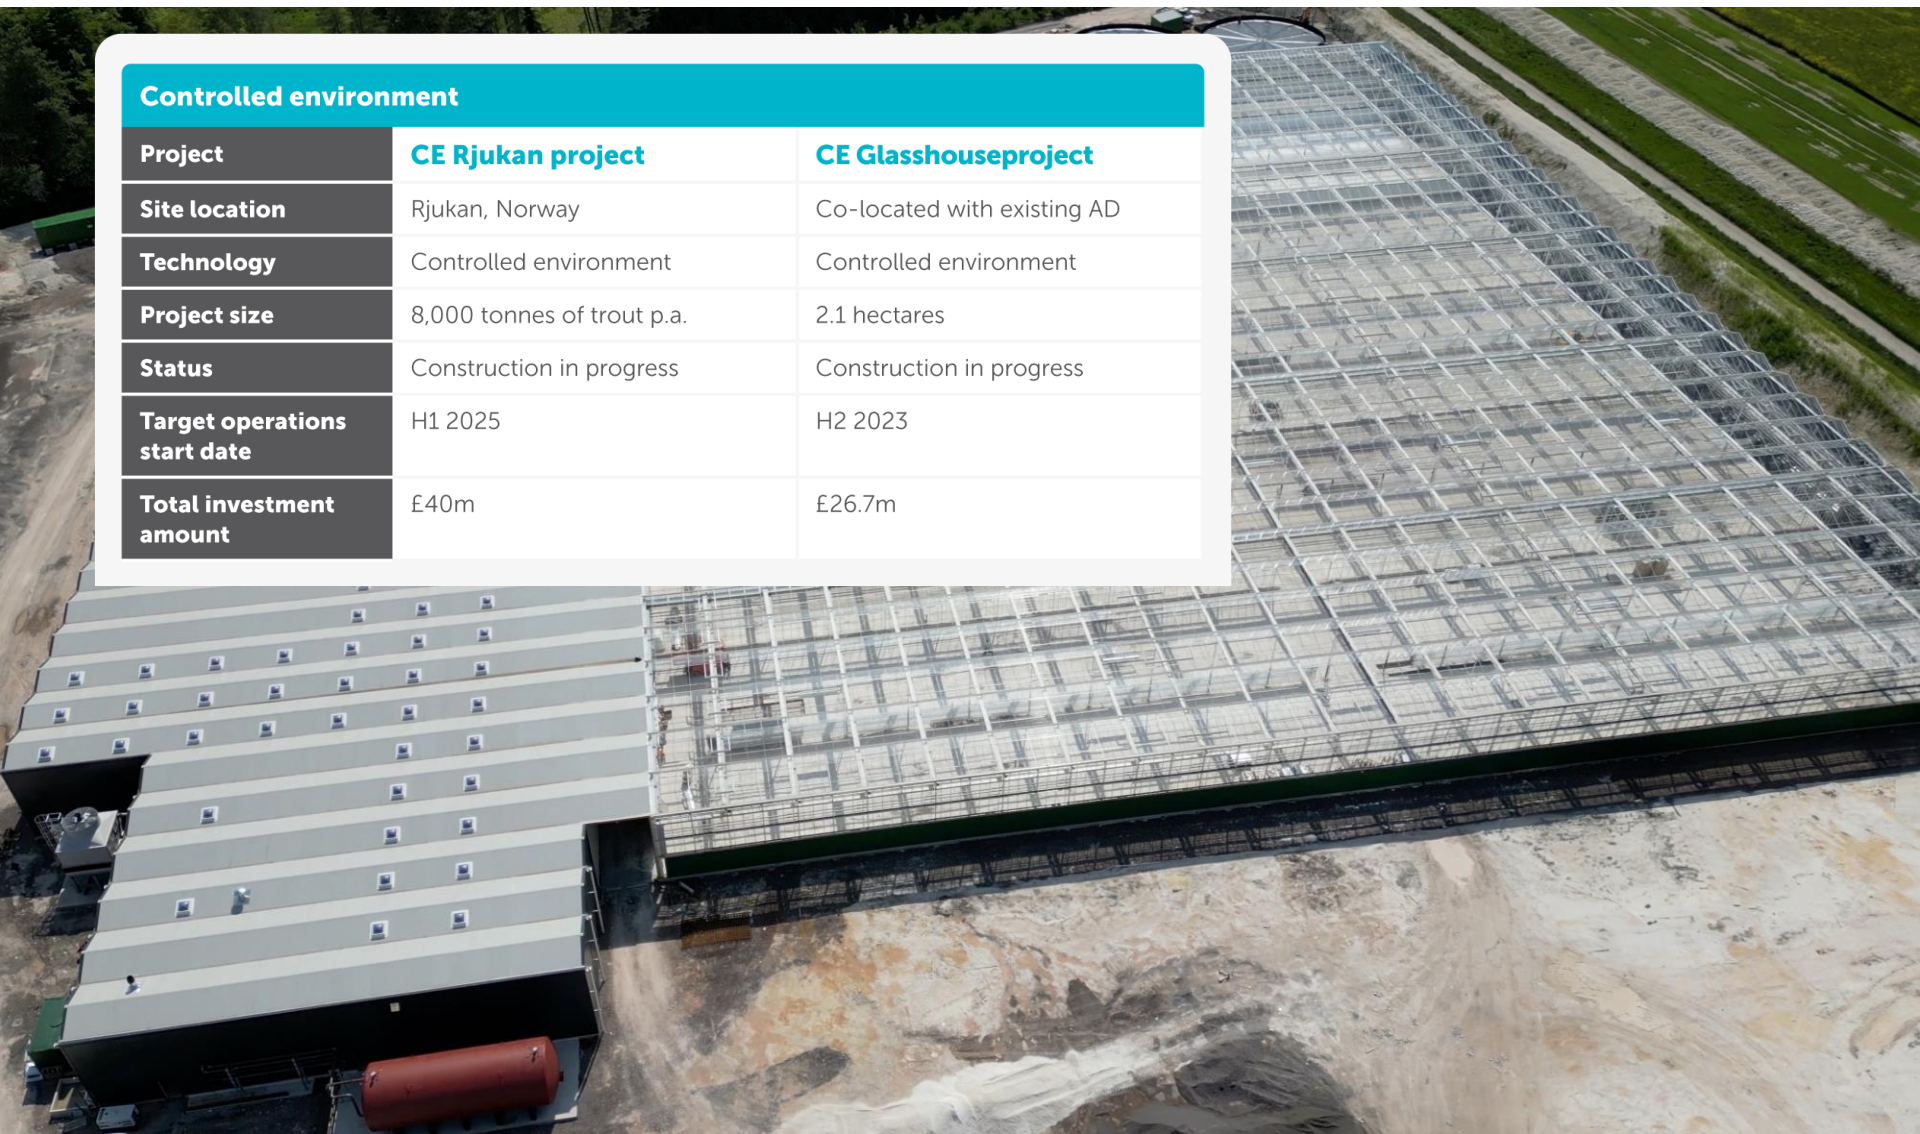 Controlled environment
Project CE Rjukan project CE Glasshouseproject
Site location Rjukan, Norway Co-located with existing AD
Technology Controlled environment Controlled environment
Project size 8,000 tonnes of trout p.a. 2.1 hectares
Status Construction in progress Construction in progress
Target operations start date H1 2025 H2 2023
Total investment amount £40m £26.7m